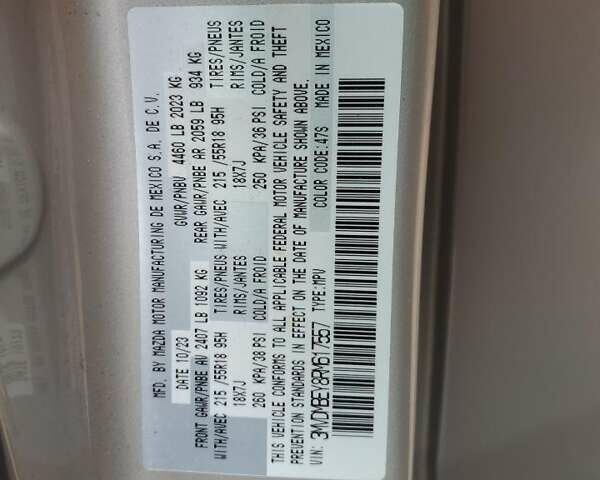 MFD. BY MAZDA MOTOR MANUFACTURING DE MEXICO S.A. DE C.V.
DATE 10/23 GVWR/PNBV 4460 LB 2023 KG
FRONT GAWR/PNBE AV 2407 LB 1092 KG REAR GAWR/PNBE AR 2059 LB 934 KG
WITH/AVEC 215 /55R18 95H TIRES/PNEUS WITH/AVEC 215 /55R18 95H TIRES/PNEUS
18X7J RIMS/JANTES 18X7J RIMS/JANTES
260 KPA/38 PSI COLD/A FROID 250 KPA/36 PSI COLD/A FROID
THIS VEHICLE CONFORMS TO ALL APPLICABLE FEDERAL MOTOR VEHICLE SAFETY AND THEFT
PREVENTION STANDARDS IN EFFECT ON THE DATE OF MANUFACTURE SHOWN ABOVE.
VIN: 3MVDMBEY8RM617557 TYPE:MPV COLOR CODE:47S MADE IN MEXICO